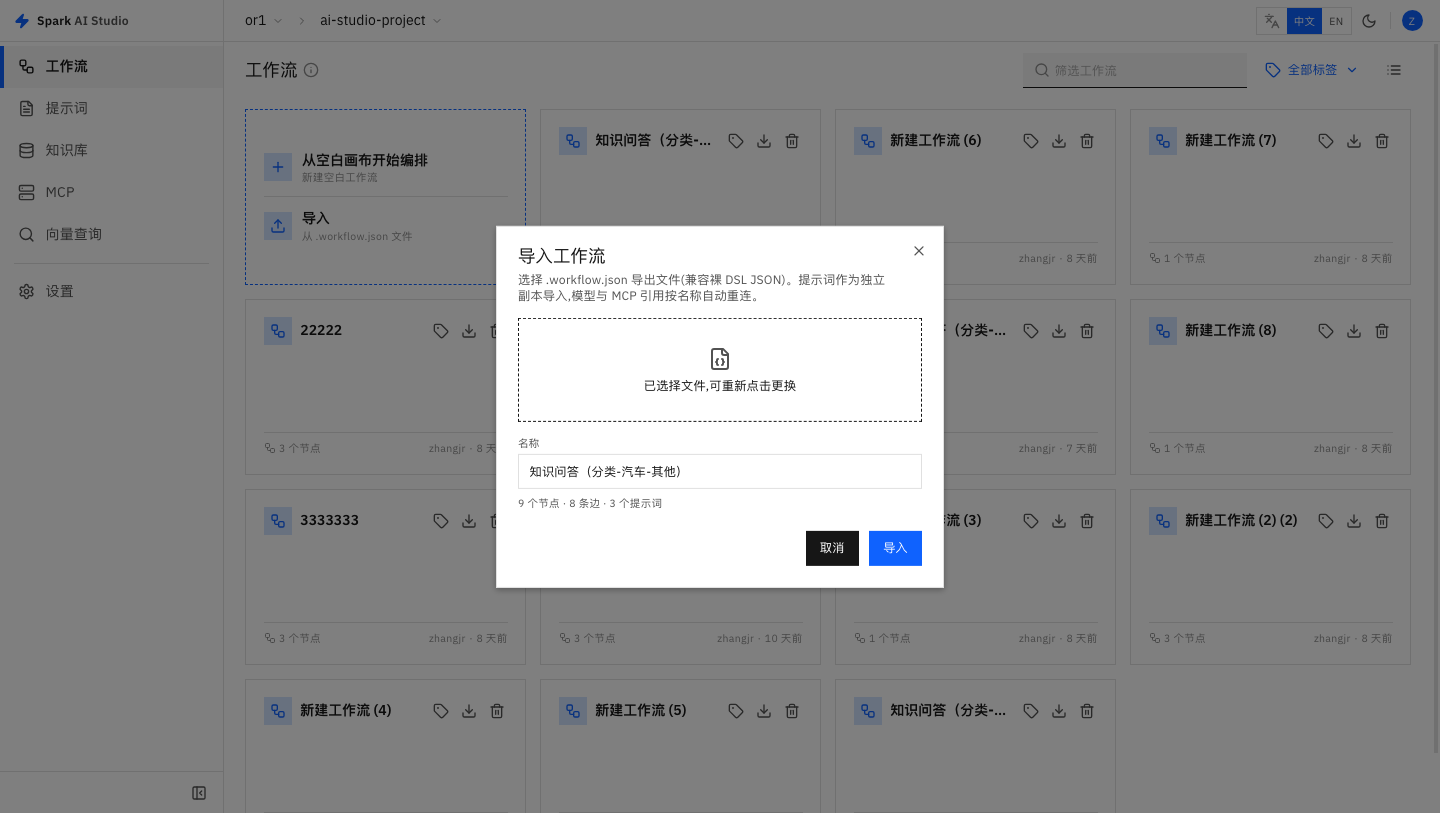 Spark AI Studio
or1
ai-studio-project
中文
EN
Z
工作流
提示词
知识库
MCP
向量查询
设置
工作流
筛选工作流
全部标签
从空白画布开始编排
新建空白工作流
导入
从 .workflow.json 文件
知识问答（分类-...
新建工作流 (6)
zhangjr · 8 天前
新建工作流 (7)
1 个节点
zhangjr · 8 天前
导入工作流
选择 .workflow.json 导出文件(兼容裸 DSL JSON)。提示词作为独立
副本导入,模型与 MCP 引用按名称自动重连。
已选择文件,可重新点击更换
名称
知识问答（分类-汽车-其他）
9 个节点 · 8 条边 · 3 个提示词
取消
导入
22222
3 个节点
zhangjr · 8 天
（分类-...
zhangjr · 7 天前
新建工作流 (8)
1 个节点
zhangjr · 8 天前
3333333
3 个节点
zhangjr · 8 天前
3 个节点
zhangjr · 10 天前
流 (3)
1 个节点
zhangjr · 8 天前
新建工作流 (2) (2)
3 个节点
zhangjr · 8 天前
新建工作流 (4)
新建工作流 (5)
知识问答（分类-...